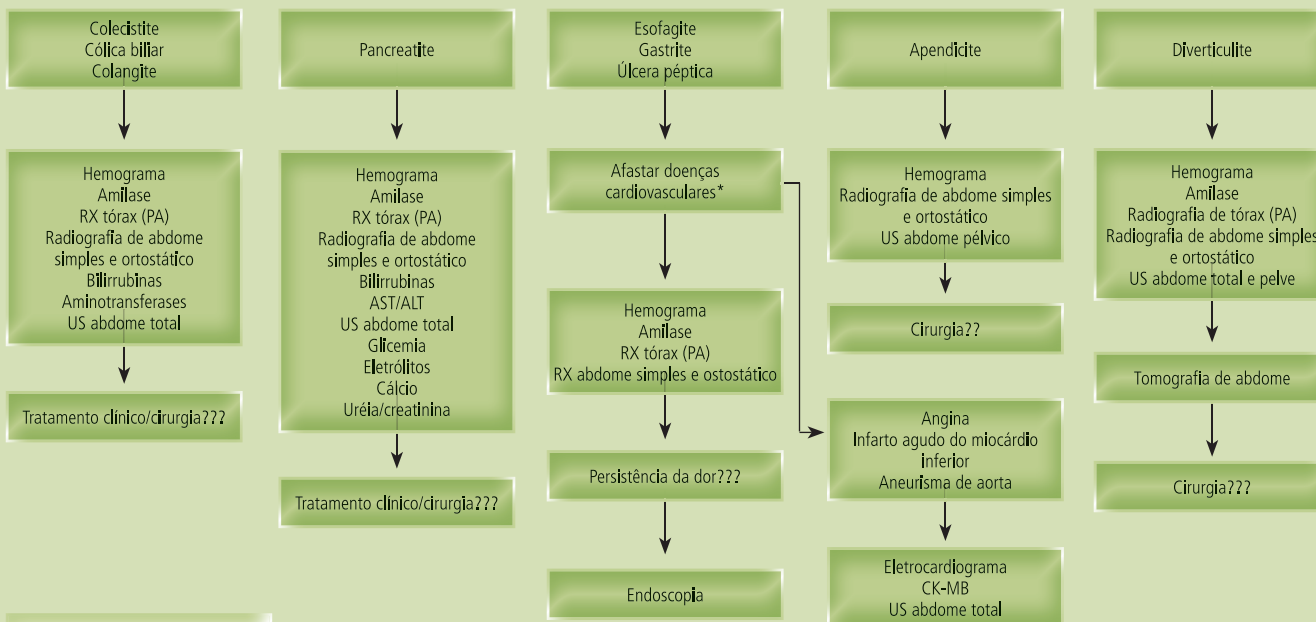 Colecistite
Cólica biliar
Colangite
Hemograma
Amilase
RX tórax (PA)
Radiografia de abdome
simples e ortostático
Bilirrubinas
Aminotransferases
US abdome total
Tratamento clínico/cirurgia???
Pancreatite
Hemograma
Amilase
RX tórax (PA)
Radiografia de abdome
simples e ortostático
Bilirrubinas
AST/ALT
US abdome total
Glicemia
Eletrólitos
Cálcio
Uréia/creatinina
Tratamento clínico/cirurgia???
Esofagite
Gastrite
Úlcera péptica
Afastar doenças
cardiovasculares*
Hemograma
Amilase
RX tórax (PA)
RX abdome simples e ostostático
Persistência da dor???
Endoscopia
Apendicite
Hemograma
Radiografia de abdome simples
e ortostático
US abdome pélvico
Cirurgia??
Angina
Infarto agudo do miocárdio
inferior
Aneurisma de aorta
Eletrocardiograma
CK-MB
US abdome total
Diverticulite
Hemograma
Amilase
Radiografia de tórax (PA)
Radiografia de abdome simples
e ortostático
US abdome total e pelve
Tomografia de abdome
Cirurgia???